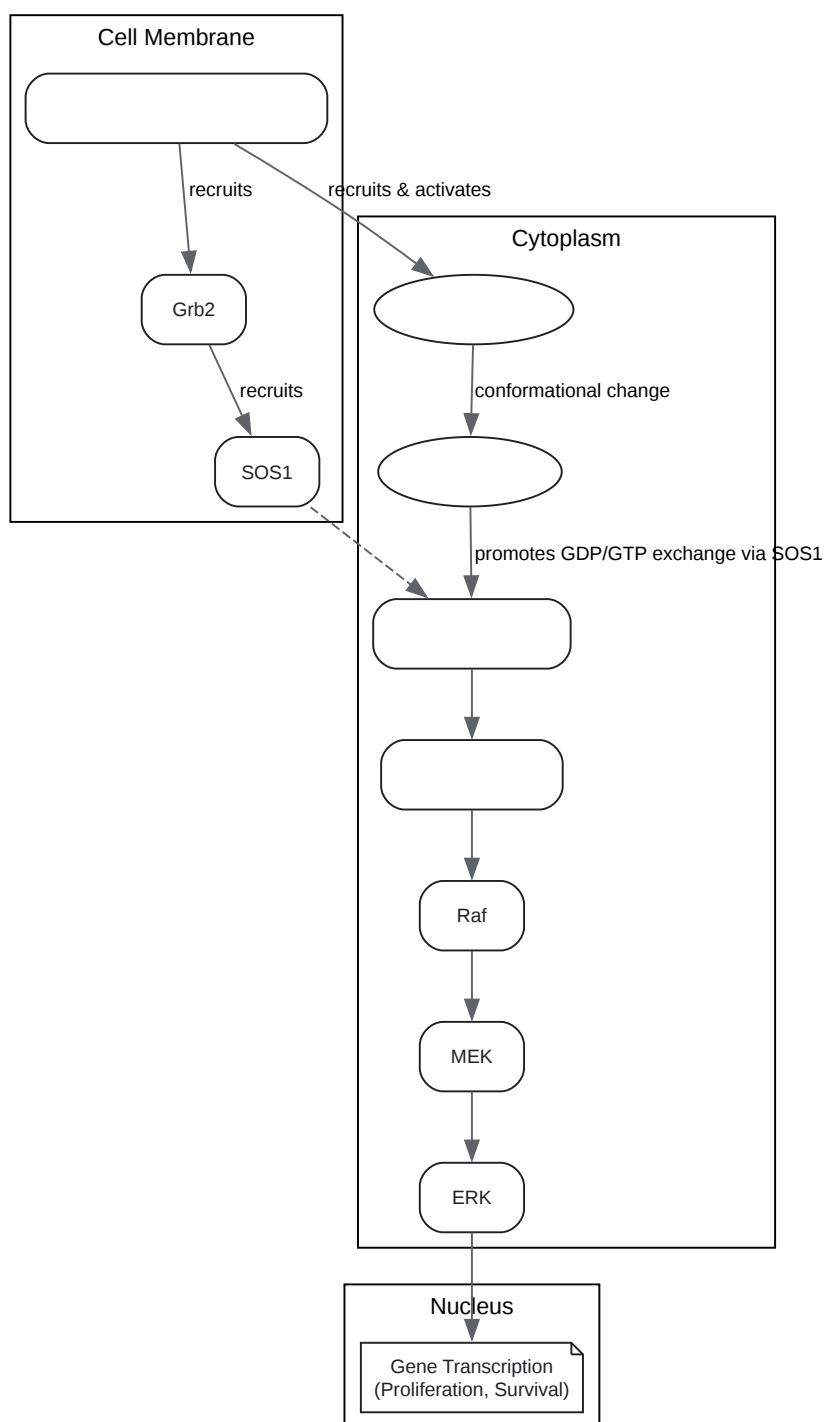 Cell Membrane
recruits
recruits & activates
Cytoplasm
Grb2
recruits
conformational change
SOS1
promotes GDP/GTP exchange via SOS1
Raf
MEK
ERK
Nucleus
Gene Transcription
(Proliferation, Survival)